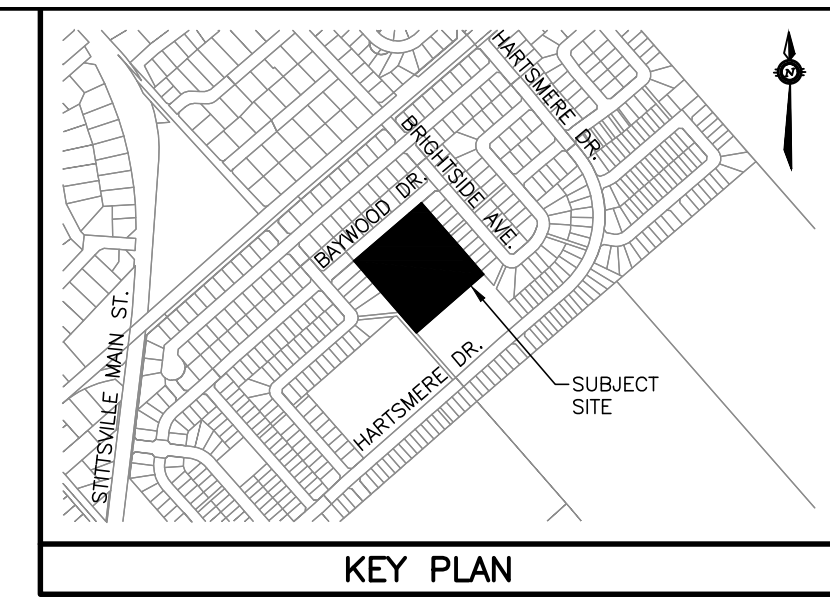 HARTSMERE DR.
N
BRIGHTSIDE AVE.
BAYWOOD DR.
STITTSVILLE MAIN ST.
HARTSMERE DR.
SUBJECT
SITE
KEY PLAN